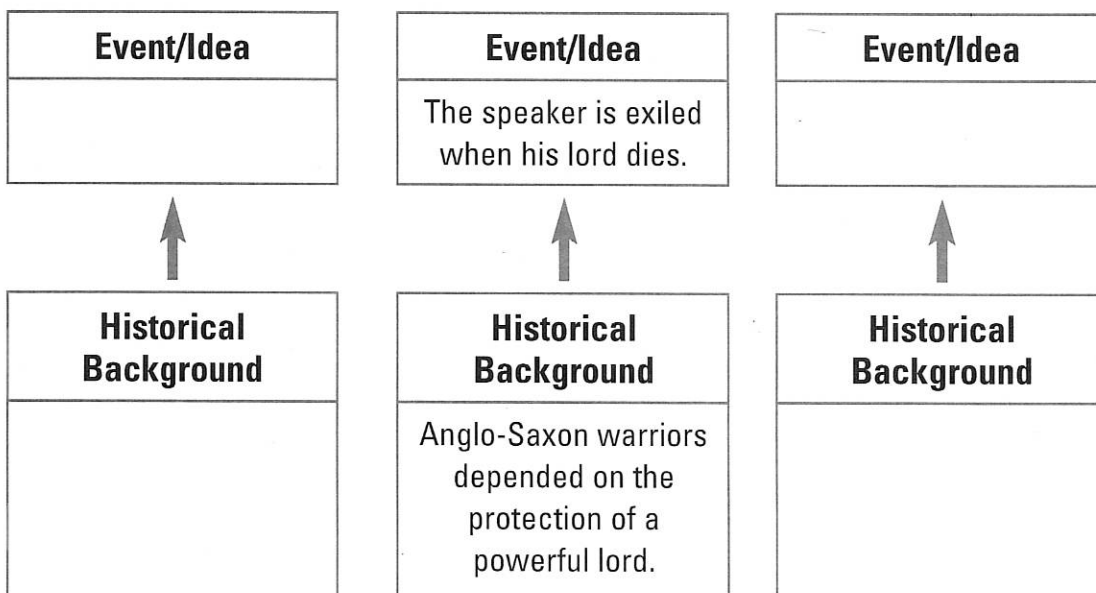 Event/Idea
Event/Idea
The speaker is exiled
when his lord dies.
Event/Idea
Historical
Background
Historical
Background
Anglo-Saxon warriors
depended on the
protection of a
powerful lord.
Historical
Background